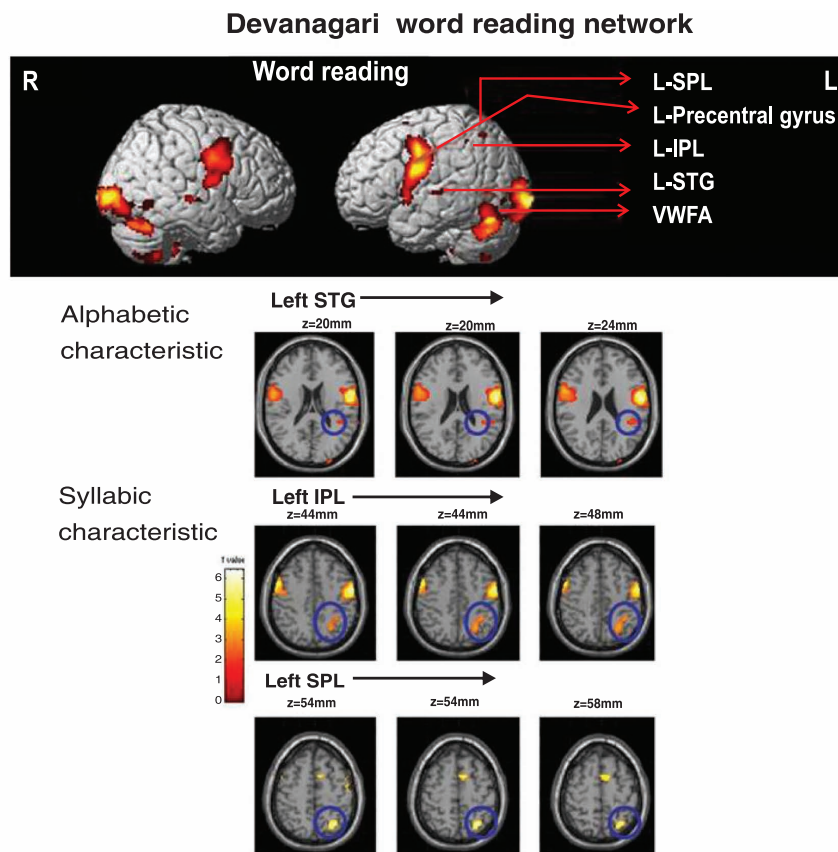 Devanagari word reading network
R
Word reading
L
L-SPL
L-Precentral gyrus
L-IPL
L-STG
VWFA
Alphabetic
characteristic
Left STG
z=20mm
z=20mm
z=24mm
Syllabic
characteristic
Left IPL
z=44mm
z=44mm
z=48mm
T value
6
5
4
3
2
1
0
Left SPL
z=54mm
z=54mm
z=58mm